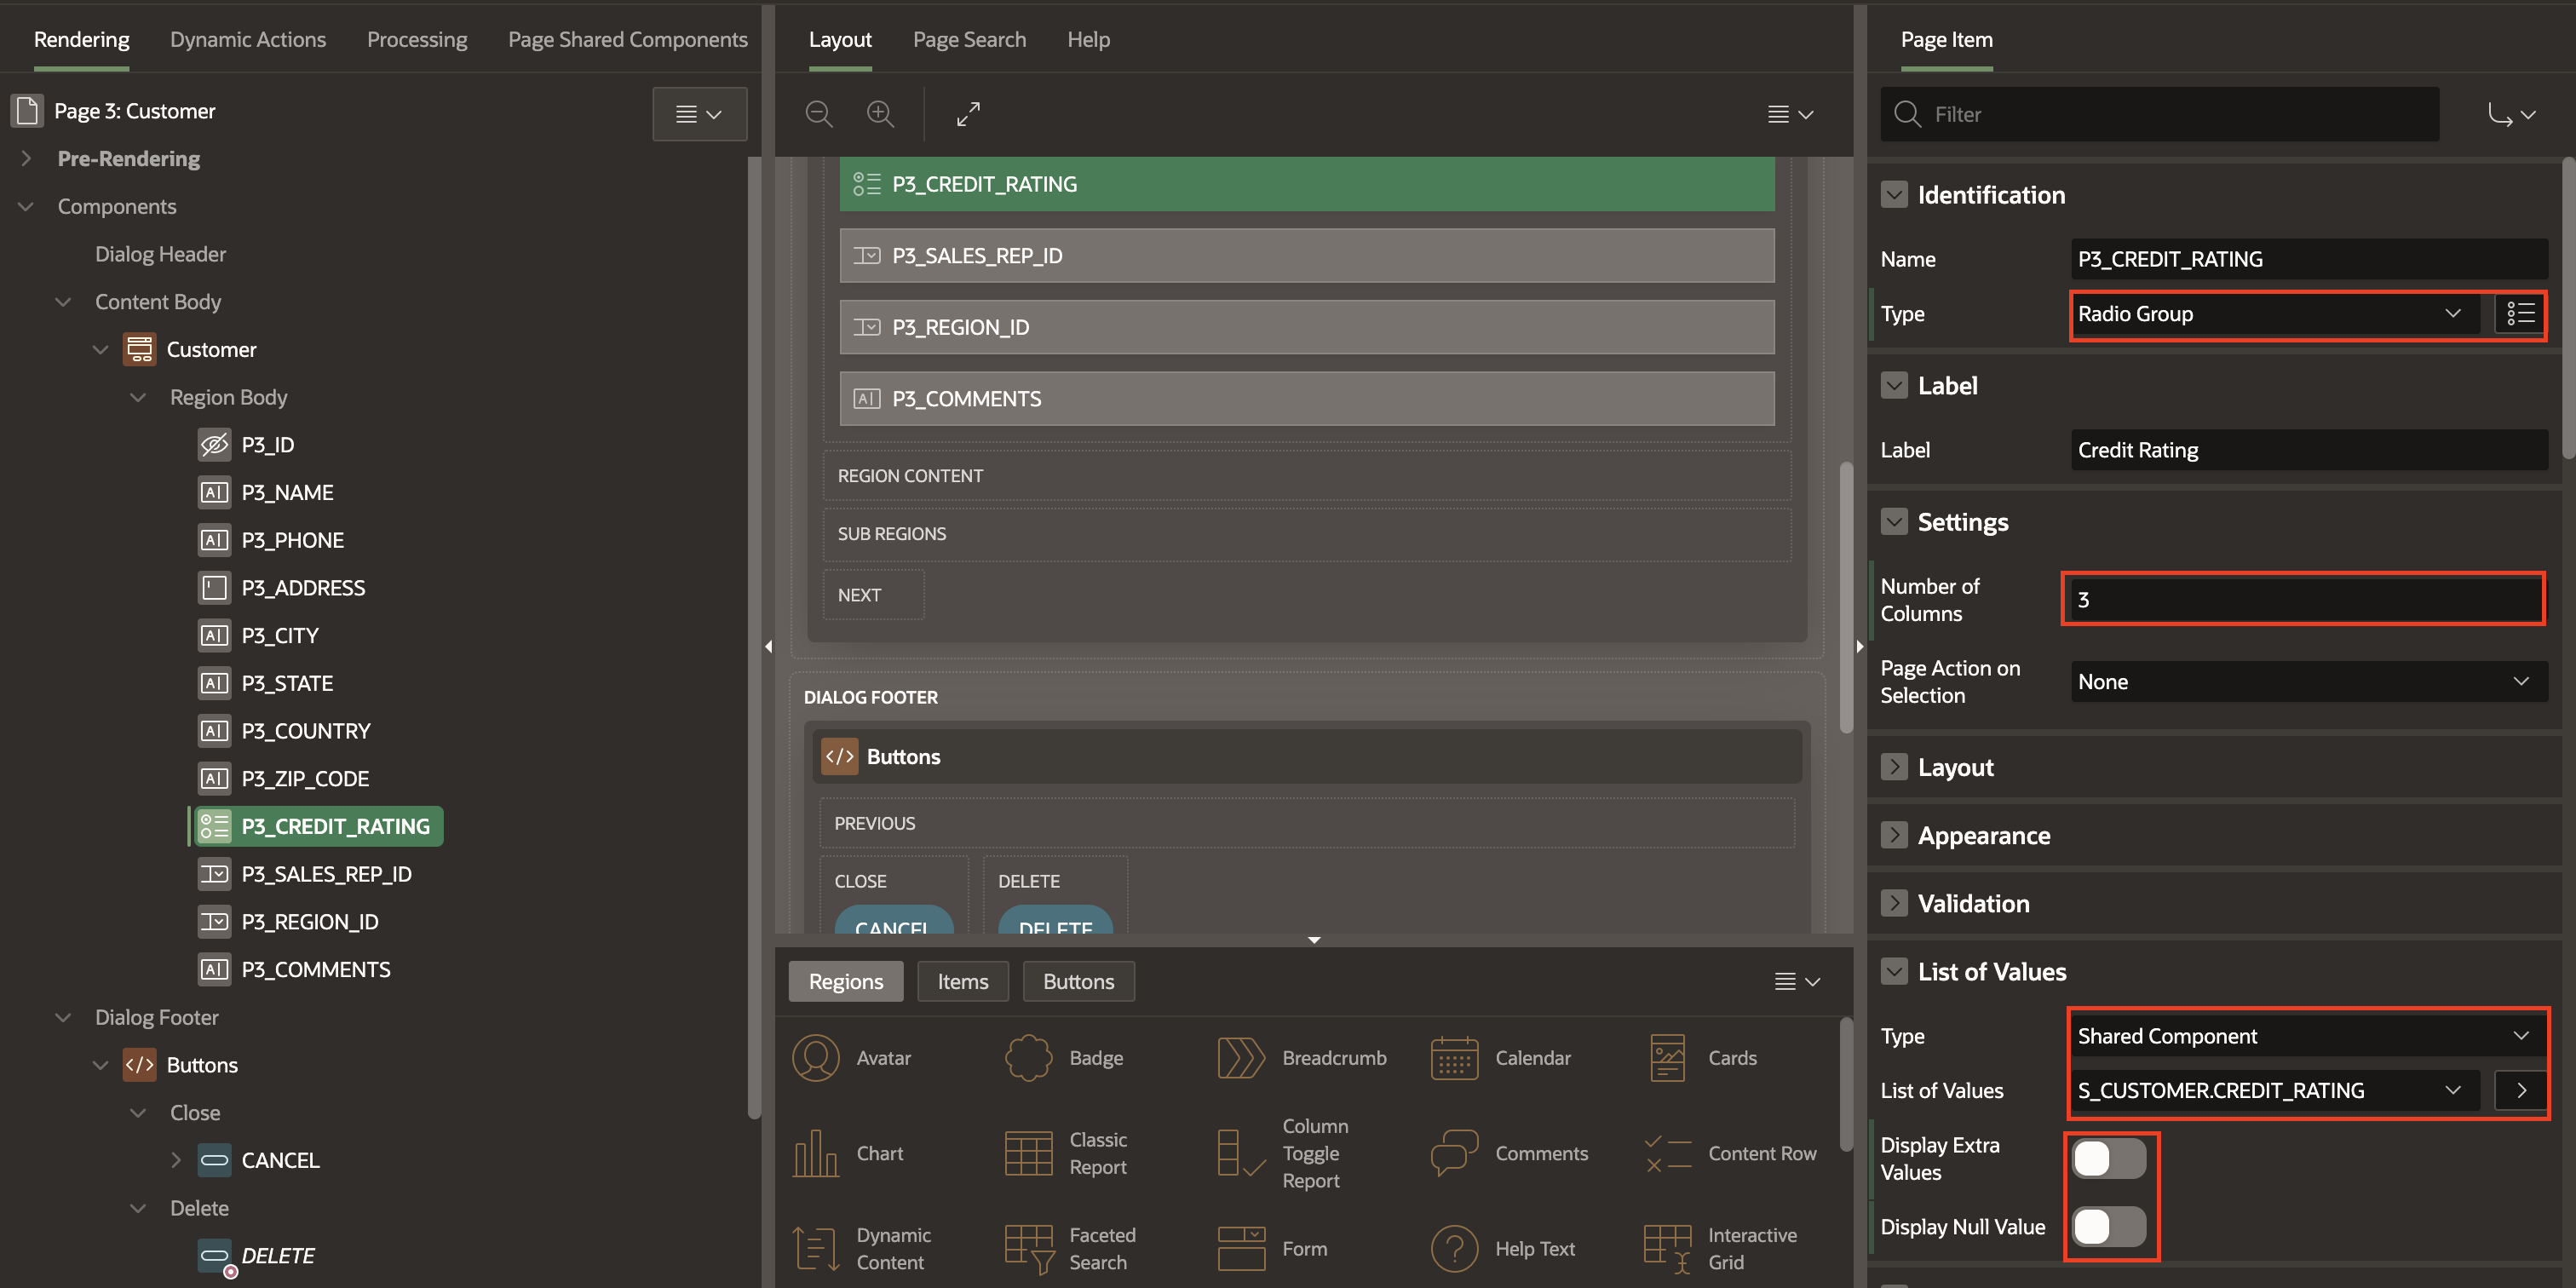 Rendering
Dynamic Actions
Processing
Page Shared Components
Page 3: Customer
Pre-Rendering
Components
Dialog Header
Content Body
Customer
Region Body
P3_ID
P3_NAME
P3_PHONE
P3_ADDRESS
P3_CITY
P3_STATE
P3_COUNTRY
P3_ZIP_CODE
P3_CREDIT_RATING
P3_SALES_REP_ID
P3_REGION_ID
P3_COMMENTS
Dialog Footer
Buttons
Close
CANCEL
Delete
DELETE
Layout
Page Search
Help
P3_CREDIT_RATING
P3_SALES_REP_ID
P3_REGION_ID
P3_COMMENTS
REGION CONTENT
SUB REGIONS
NEXT
DIALOG FOOTER
Buttons
PREVIOUS
CLOSE
DELETE
CANCEL
DELETE
Regions
Items
Buttons
Avatar
Badge
Breadcrumb
Calendar
Cards
Chart
Classic
Report
Column
Toggle
Report
Comments
Content Row
Dynamic
Content
Faceted
Search
Form
Help Text
Interactive
Grid
Page Item
Filter
Identification
Name
P3_CREDIT_RATING
Type
Radio Group
Label
Label
Credit Rating
Settings
Number of
Columns
3
Page Action on
Selection
None
Layout
Appearance
Validation
List of Values
Type
Shared Component
List of Values
S_CUSTOMER.CREDIT_RATING
Display Extra
Values
Display Null Value